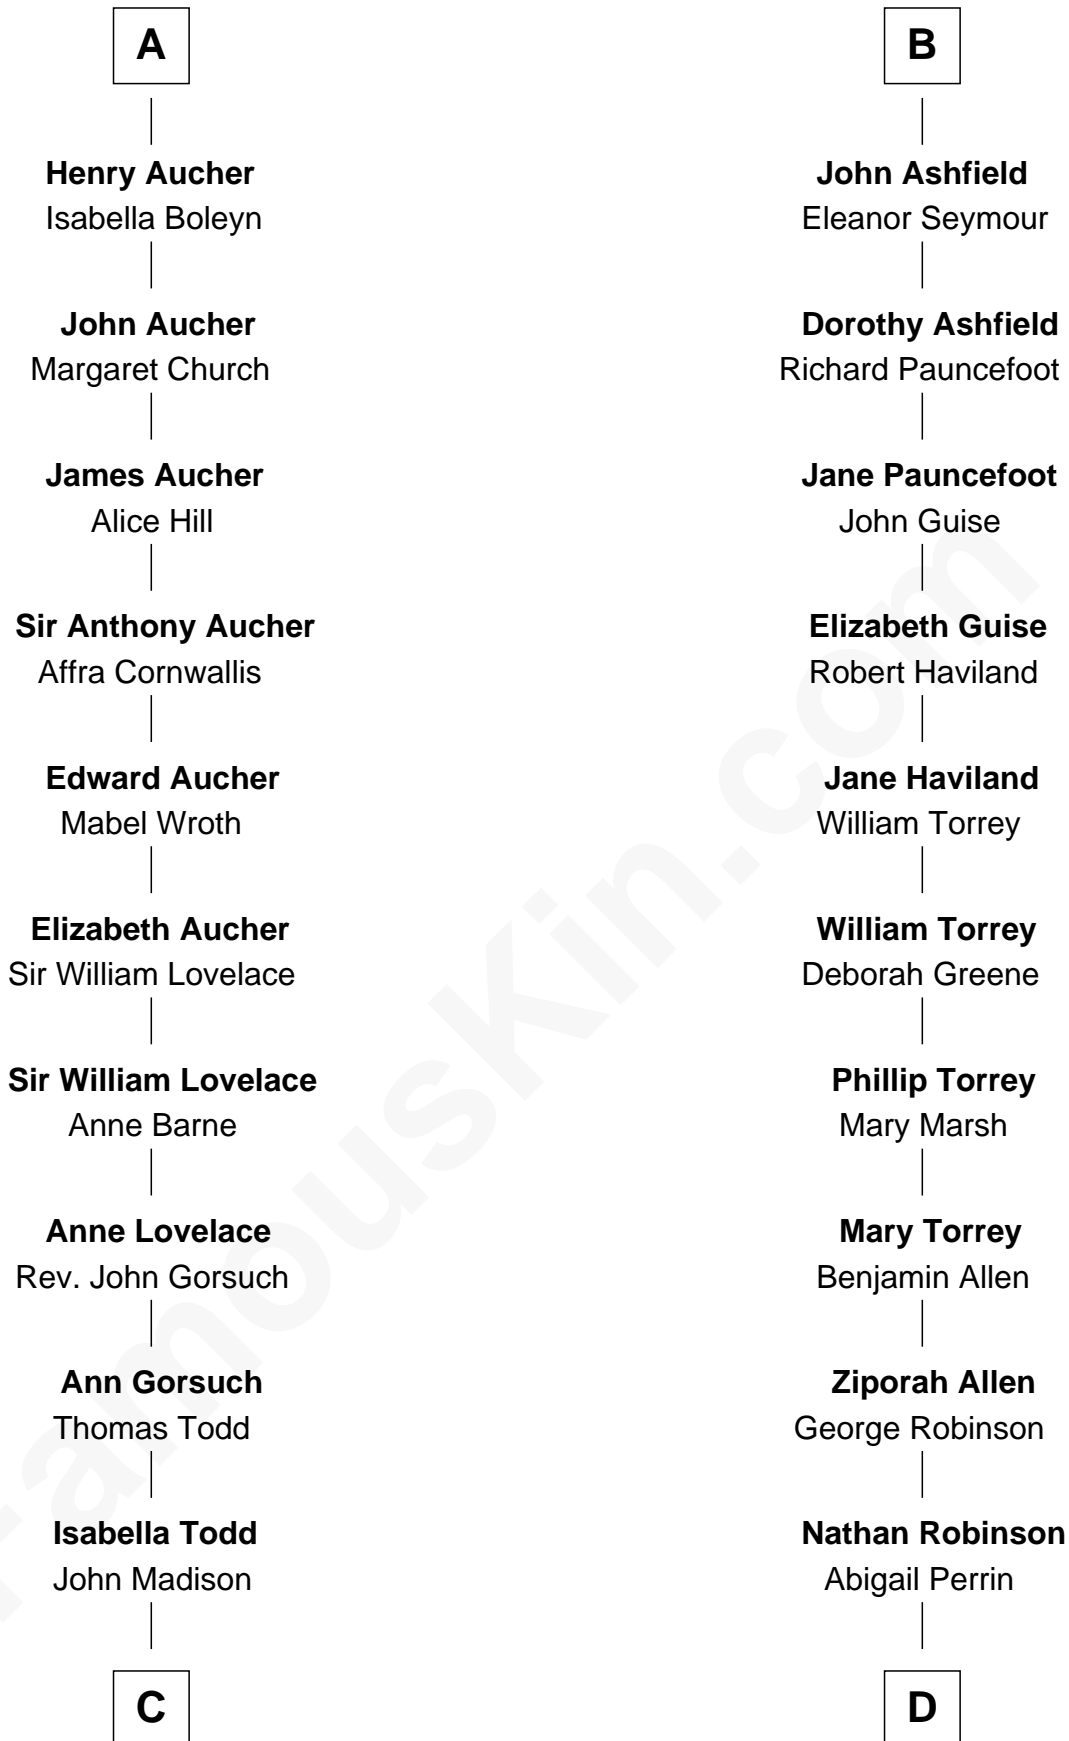 A
Henry Aucher
Isabella Boleyn
John Aucher
Margaret Church
James Aucher
Alice Hill
Sir Anthony Aucher
Affra Cornwallis
Edward Aucher
Mabel Wroth
Elizabeth Aucher
Sir William Lovelace
Sir William Lovelace
Anne Barne
Anne Lovelace
Rev. John Gorsuch
Ann Gorsuch
Thomas Todd
Isabella Todd
John Madison
C
B
John Ashfield
Eleanor Seymour
Dorothy Ashfield
Richard Pauncefoot
Jane Pauncefoot
John Guise
Elizabeth Guise
Robert Haviland
Jane Haviland
William Torrey
William Torrey
Deborah Greene
Phillip Torrey
Mary Marsh
Mary Torrey
Benjamin Allen
Ziporah Allen
George Robinson
Nathan Robinson
Abigail Perrin
D
FamousKin.com